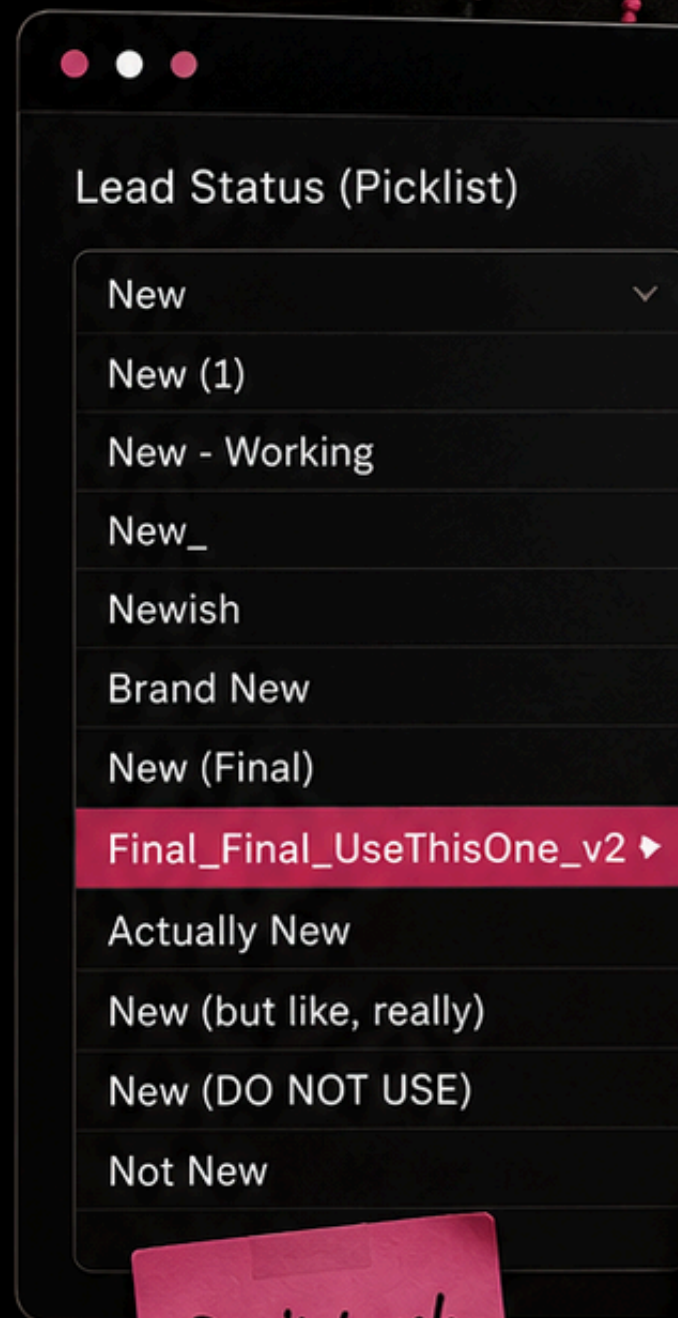 Lead Status (Picklist)
New
New (1)
New - Working
New_
Newish
Brand New
New (Final)
Final_Final_UseThisOne_v2
Actually New
New (but like, really)
New (DO NOT USE)
Not New